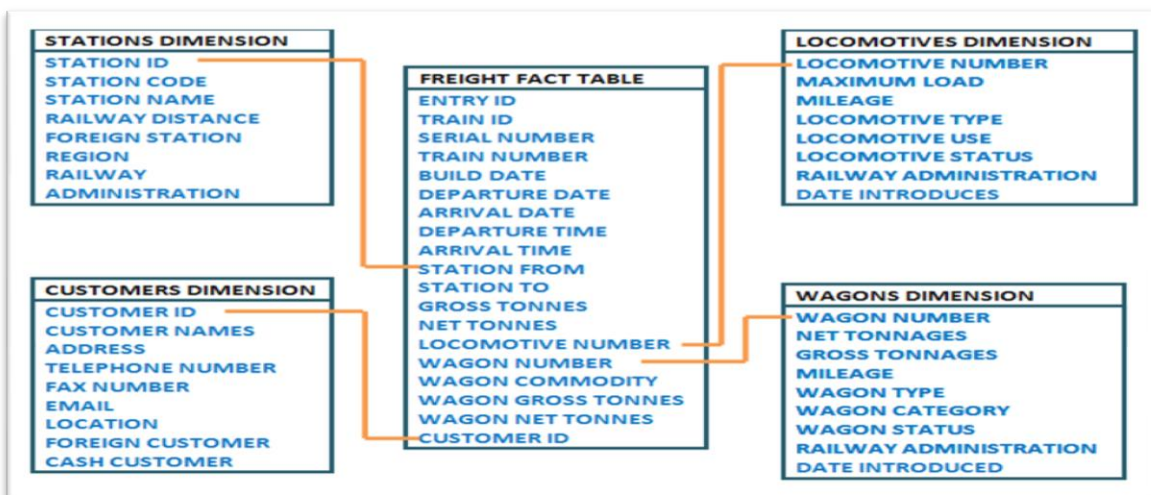 STATIONS DIMENSION
STATION ID
STATION CODE
STATION NAME
RAILWAY DISTANCE
FOREIGN STATION
REGION
RAILWAY
ADMINISTRATION
CUSTOMERS DIMENSION
CUSTOMER ID
CUSTOMER NAMES
ADDRESS
TELEPHONE NUMBER
FAX NUMBER
EMAIL
LOCATION
FOREIGN CUSTOMER
CASH CUSTOMER
FREIGHT FACT TABLE
ENTRY ID
TRAIN ID
SERIAL NUMBER
TRAIN NUMBER
BUILD DATE
DEPARTURE DATE
ARRIVAL DATE
DEPARTURE TIME
ARRIVAL TIME
STATION FROM
STATION TO
GROSS TONNES
NET TONNES
LOCOMOTIVE NUMBER
WAGON NUMBER
WAGON COMMODITY
WAGON GROSS TONNES
WAGON NET TONNES
CUSTOMER ID
LOCOMOTIVES DIMENSION
LOCOMOTIVE NUMBER
MAXIMUM LOAD
MILEAGE
LOCOMOTIVE TYPE
LOCOMOTIVE USE
LOCOMOTIVE STATUS
RAILWAY ADMINISTRATION
DATE INTRODUCES
WAGONS DIMENSION
WAGON NUMBER
NET TONNAGES
GROSS TONNAGES
MILEAGE
WAGON TYPE
WAGON CATEGORY
WAGON STATUS
RAILWAY ADMINISTRATION
DATE INTRODUCED